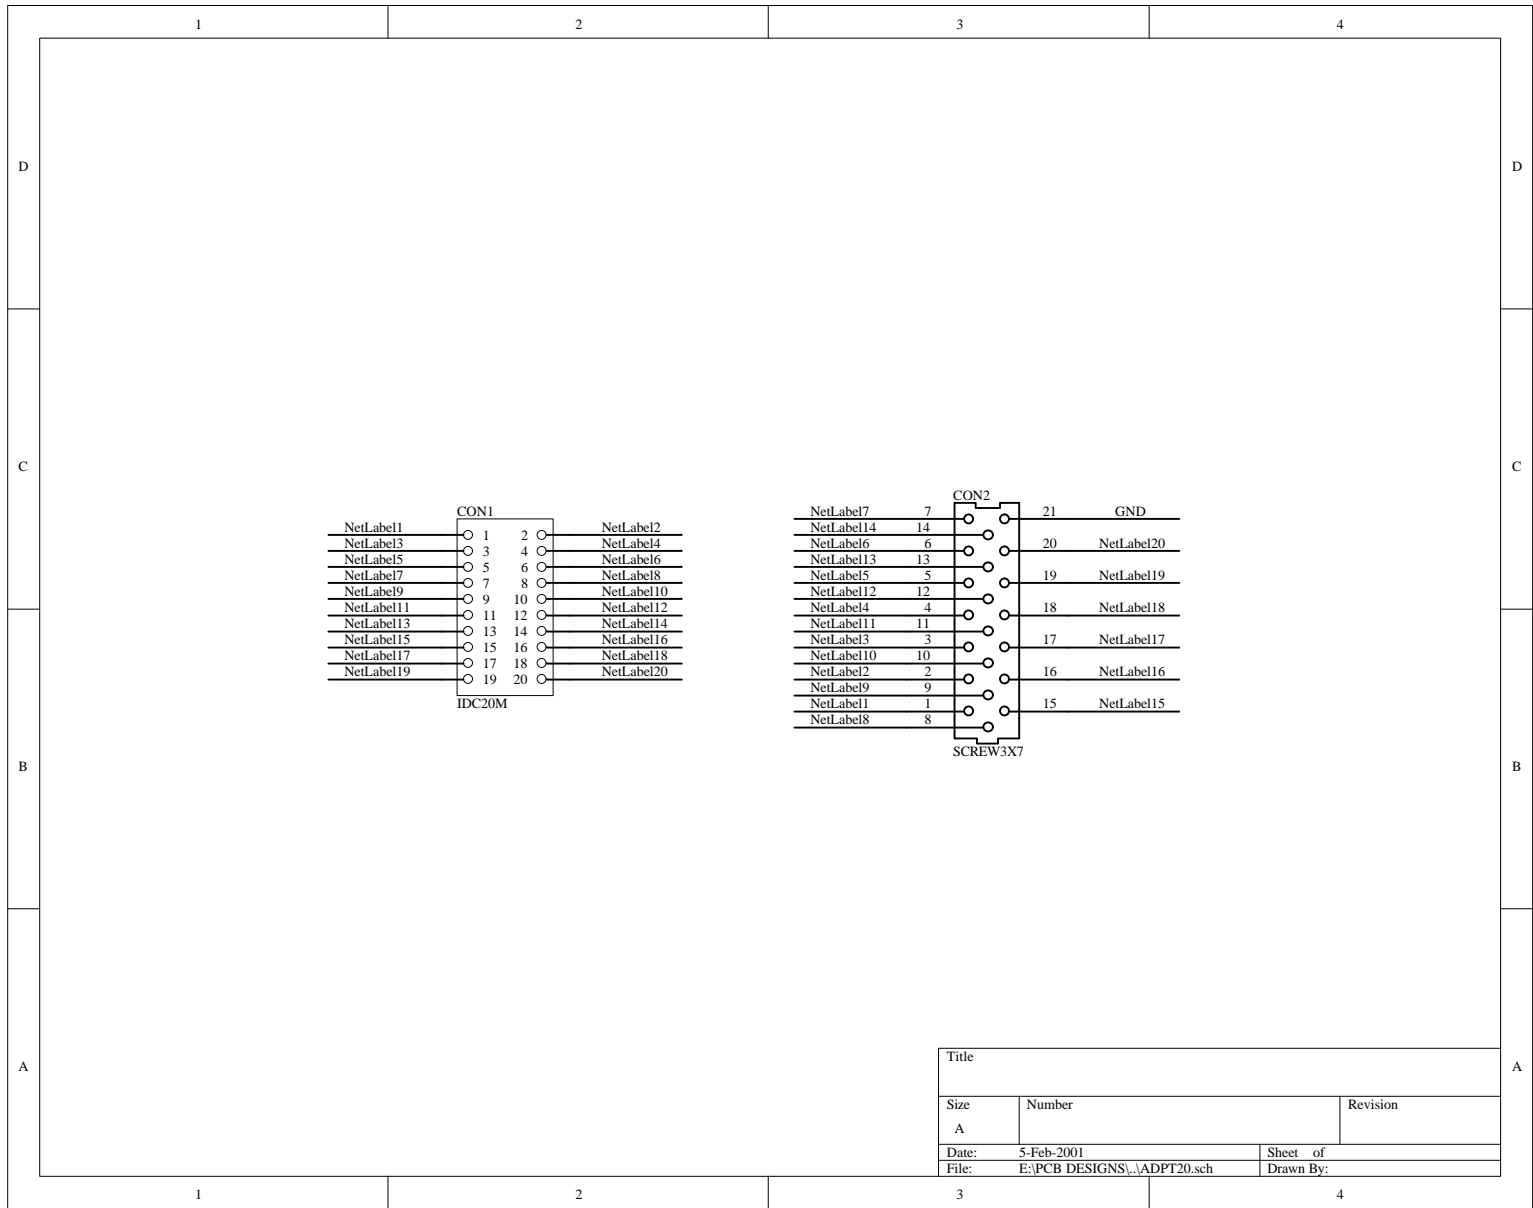 1 2 3 4
D D
C C
B B
A A
CON1
NetLabel1 1 2 NetLabel2
NetLabel3 3 4 NetLabel4
NetLabel5 5 6 NetLabel6
NetLabel7 7 8 NetLabel8
NetLabel9 9 10 NetLabel10
NetLabel11 11 12 NetLabel12
NetLabel13 13 14 NetLabel14
NetLabel15 15 16 NetLabel16
NetLabel17 17 18 NetLabel18
NetLabel19 19 20 NetLabel20
IDC20M
CON2
NetLabel7 7 21 GND
NetLabel14 14
NetLabel6 6 20 NetLabel20
NetLabel13 13
NetLabel5 5 19 NetLabel19
NetLabel12 12
NetLabel4 4 18 NetLabel18
NetLabel11 11
NetLabel3 3 17 NetLabel17
NetLabel10 10
NetLabel2 2 16 NetLabel16
NetLabel9 9
NetLabel1 1 15 NetLabel15
NetLabel8 8
SCREW3X7
Title
Size Number Revision
A
Date: 5-Feb-2001 Sheet of
File: E:\PCB DESIGNS\..\ADPT20.sch Drawn By:
1 2 3 4